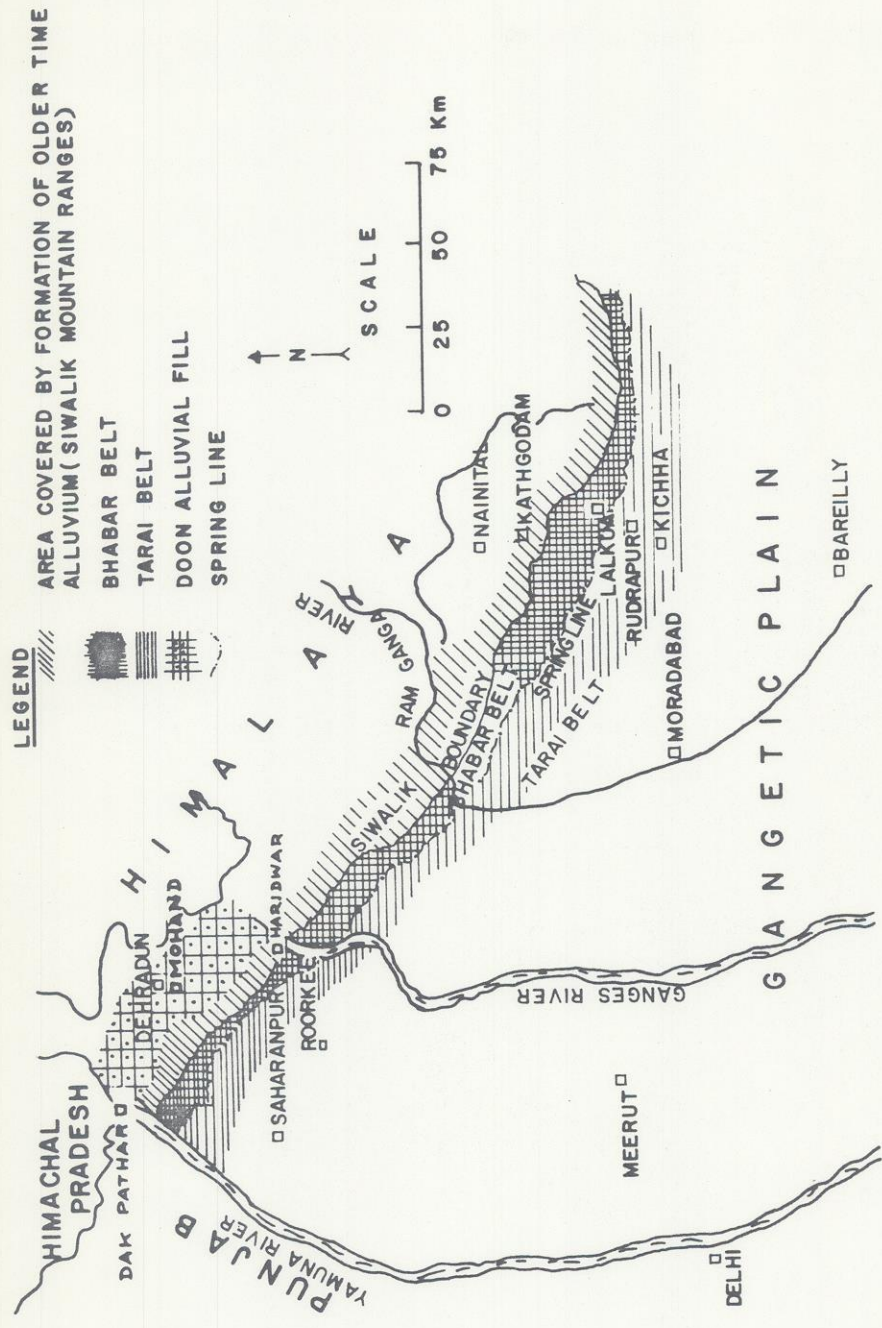 LEGEND
AREA COVERED BY FORMATION OF OLDER TIME
ALLUVIUM(SIWALIK MOUNTAIN RANGES)
BHABAR BELT
TARAI BELT
DOON ALLUVIAL FILL
SPRING LINE
N
SCALE
0 25 50 75 Km
HIMACHAL
PRADESH
DAK PATHAR
PUNJAB
YAMUNA RIVER
HIMALAYA
DEHRADUN
MOHAND
HARIDWAR
SAHARANPUR
ROORKEE
SIWALIK
BOUNDARY
BHABAR BELT
SPRING LINE
TARAI BELT
RAM GANGA
RIVER
NAINITAL
KATHGODAM
LALKUA
RUDRAPUR
KICHHA
MORADABAD
BAREILLY
GANGETIC PLAIN
GANGES RIVER
MEERUT
DELHI